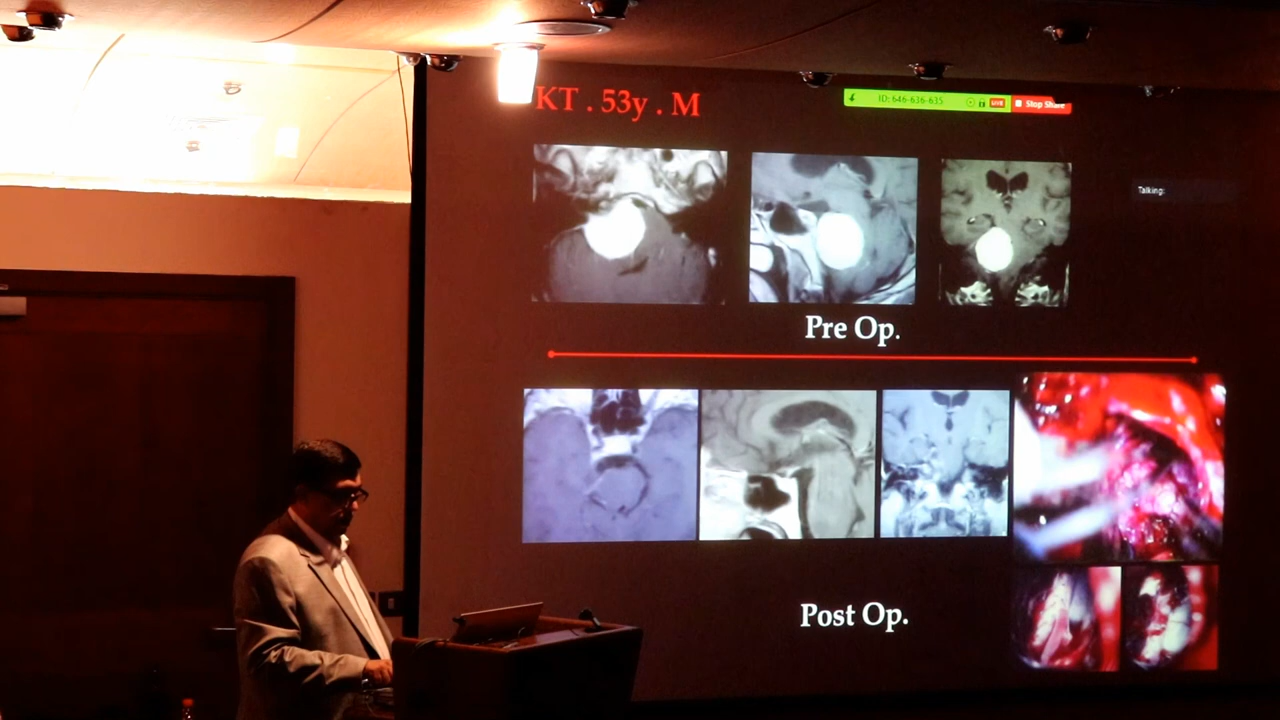 KT . 53y . M
ID: 646-636-635 LIVE Stop Share
Talking:
Pre Op.
Post Op.